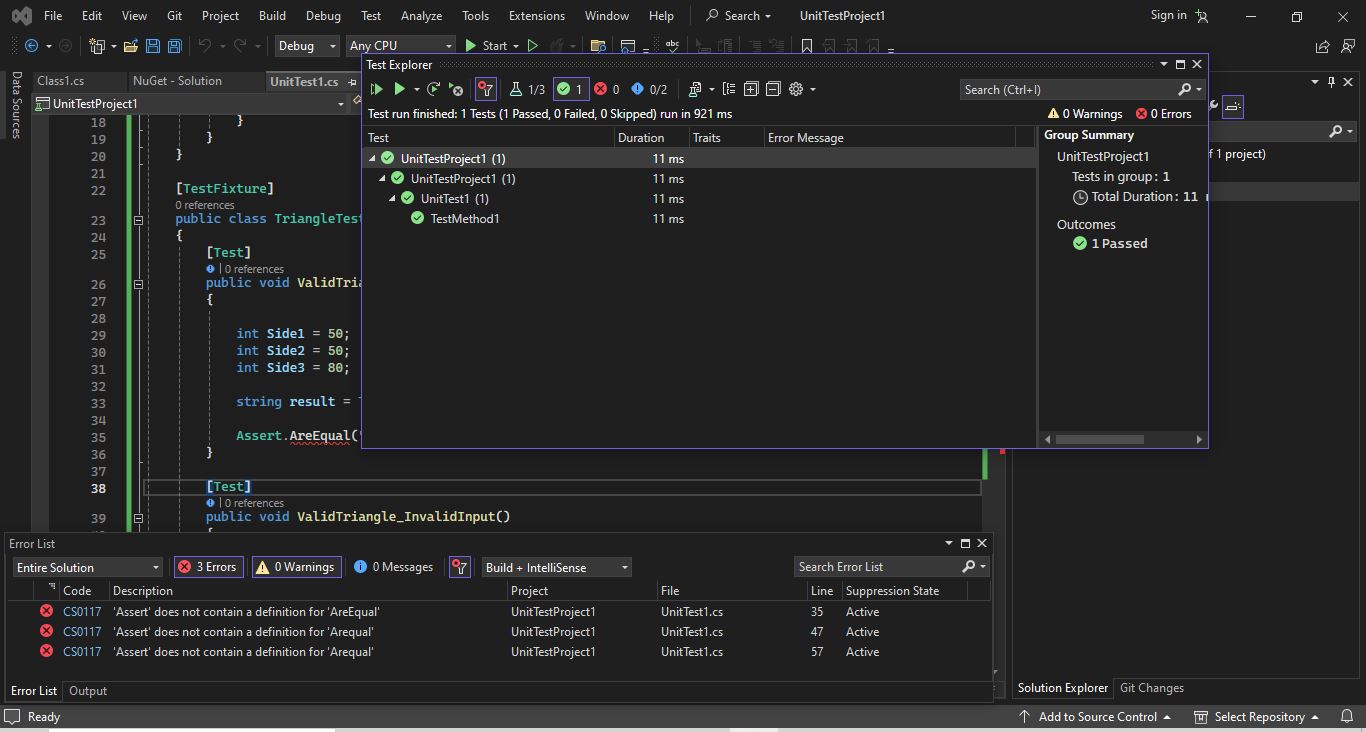 File Edit View Git Project Build Debug Test Analyze Tools Extensions Window Help Search UnitTestProject1 Sign in
Debug Any CPU Start
Data Sources
Class1.cs NuGet - Solution UnitTest1.cs
UnitTestProject1
18 }
19 }
20 }
21
22 [TestFixture]
0 references
23 public class TriangleTest
24 {
25 [Test]
0 references
26 public void ValidTria
27 {
28
29 int Side1 = 50;
30 int Side2 = 50;
31 int Side3 = 80;
32
33 string result =
34
35 Assert.AreEqual("
36 }
37
38 [Test]
0 references
39 public void ValidTriangle_InvalidInput()
{
Test Explorer
1/3 1 0 0/2 Search (Ctrl+I)
Test run finished: 1 Tests (1 Passed, 0 Failed, 0 Skipped) run in 921 ms 0 Warnings 0 Errors
Test Duration Traits Error Message
UnitTestProject1 (1) 11 ms
UnitTestProject1 (1) 11 ms
UnitTest1 (1) 11 ms
TestMethod1 11 ms
Group Summary
UnitTestProject1
Tests in group: 1
Total Duration: 11
Outcomes
1 Passed
f 1 project)
Error List
Entire Solution 3 Errors 0 Warnings 0 Messages Build + IntelliSense Search Error List
Code Description Project File Line Suppression State
CS0117 'Assert' does not contain a definition for 'AreEqual' UnitTestProject1 UnitTest1.cs 35 Active
CS0117 'Assert' does not contain a definition for 'Arequal' UnitTestProject1 UnitTest1.cs 47 Active
CS0117 'Assert' does not contain a definition for 'Arequal' UnitTestProject1 UnitTest1.cs 57 Active
Error List Output
Solution Explorer Git Changes
Ready Add to Source Control Select Repository